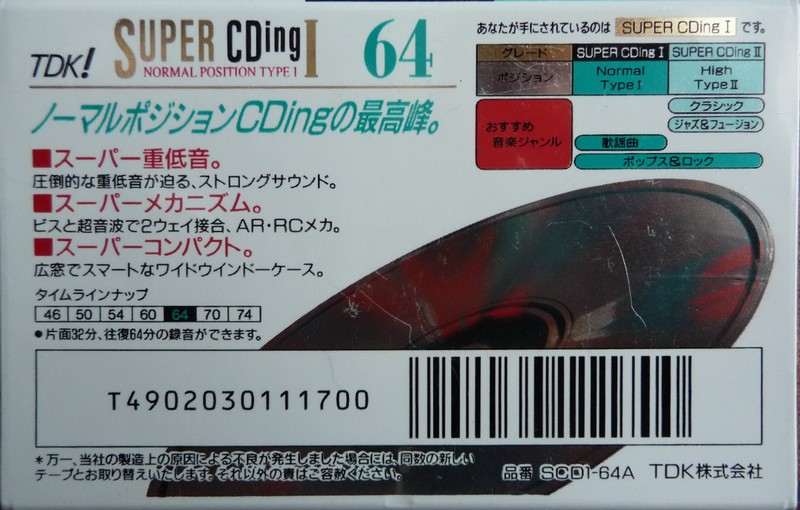 TDK! SUPER CDing I 64
NORMAL POSITION TYPE I
ノーマルポジションCDingの最高峰。
■スーパー重低音。
圧倒的な重低音が迫る、ストロングサウンド。
■スーパーメカニズム。
ビスと超音波で2ウェイ接合、AR・RCメカ。
■スーパーコンパクト。
広窓でスマートなワイドウインドーケース。
タイムラインナップ
46 50 54 60 64 70 74
●片面32分、往復64分の録音ができます。
あなたが手にされているのは SUPER CDing I です。
グレード SUPER CDing I SUPER CDing II
ポジション Normal Type I High Type II
おすすめ
音楽ジャンル
クラシック
ジャズ&フュージョン
歌謡曲
ポップス&ロック
T4902030111700
*万一、当社の製造上の原因による不良が発生しました場合には、同数の新しい
テープとお取り替えいたします。それ以外の責はご容赦ください。
品番 SCD1-64A TDK株式会社